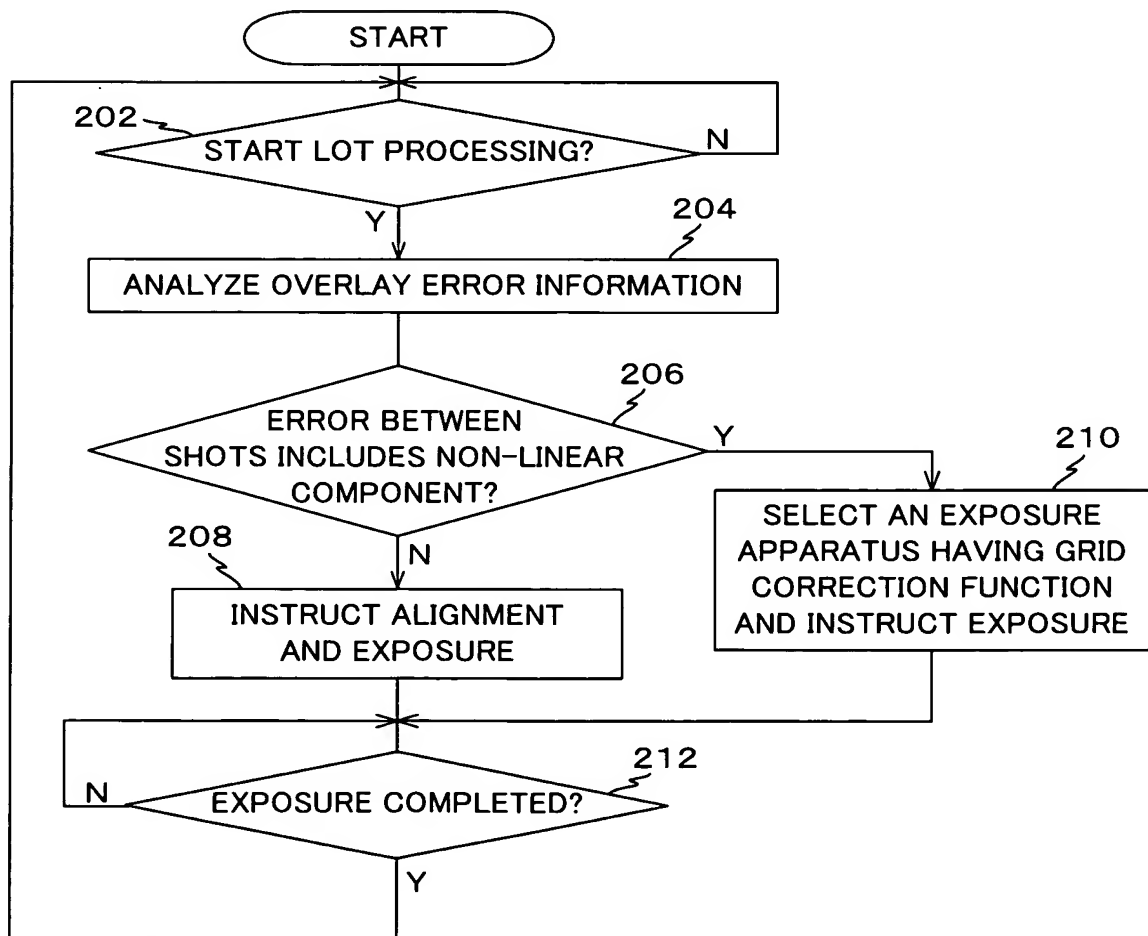 START
202
START LOT PROCESSING?
N
Y
204
ANALYZE OVERLAY ERROR INFORMATION
206
ERROR BETWEEN
SHOTS INCLUDES NON-LINEAR
COMPONENT?
Y
210
SELECT AN EXPOSURE
APPARATUS HAVING GRID
CORRECTION FUNCTION
AND INSTRUCT EXPOSURE
N
208
INSTRUCT ALIGNMENT
AND EXPOSURE
212
N
EXPOSURE COMPLETED?
Y